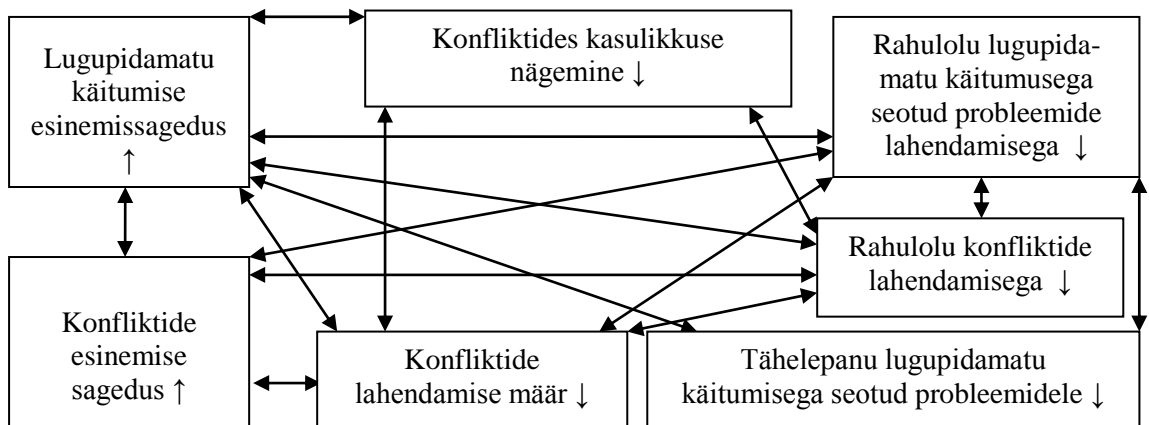 Lugupidamatu
käitumise
esinemissagedus
↑
Konfliktides kasulikkuse
nägemine ↓
Rahulolu lugupida-
matu käitumusega
seotud probleemide
lahendamisega ↓
Rahulolu konfliktide
lahendamisega ↓
Konfliktide
esinemise
sagedus ↑
Konfliktide
lahendamise määr ↓
Tähelepanu lugupidamatu
käitumisega seotud probleemidele ↓